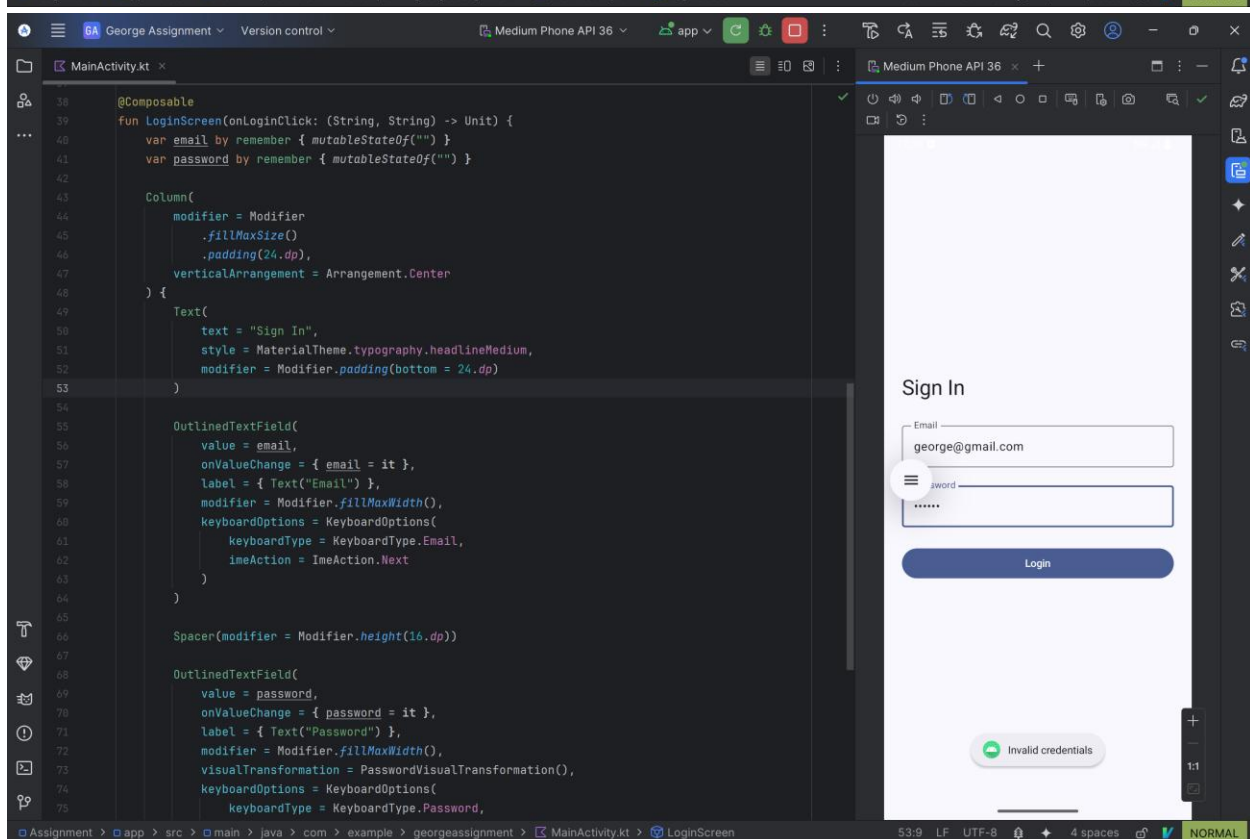 GA George Assignment Version control Medium Phone API 36 app
MainActivity.kt
38 @Composable
39 fun LoginScreen(onLoginClick: (String, String) -> Unit) {
40 var email by remember { mutableStateOf("") }
41 var password by remember { mutableStateOf("") }
42
43 Column(
44 modifier = Modifier
45 .fillMaxSize()
46 .padding(24.dp),
47 verticalArrangement = Arrangement.Center
48 ) {
49 Text(
50 text = "Sign In",
51 style = MaterialTheme.typography.headlineMedium,
52 modifier = Modifier.padding(bottom = 24.dp)
53 )
54
55 OutlinedTextField(
56 value = email,
57 onValueChange = { email = it },
58 label = { Text("Email") },
59 modifier = Modifier.fillMaxWidth(),
60 keyboardOptions = KeyboardOptions(
61 keyboardType = KeyboardType.Email,
62 imeAction = ImeAction.Next
63 )
64 )
65
66 Spacer(modifier = Modifier.height(16.dp))
67
68 OutlinedTextField(
69 value = password,
70 onValueChange = { password = it },
71 label = { Text("Password") },
72 modifier = Modifier.fillMaxWidth(),
73 visualTransformation = PasswordVisualTransformation(),
74 keyboardOptions = KeyboardOptions(
75 keyboardType = KeyboardType.Password,
Medium Phone API 36
Sign In
Email
george@gmail.com
sword
••••••
Login
Invalid credentials
1:1
Assignment > app > src > main > java > com > example > georgeassignment > MainActivity.kt > LoginScreen 53:9 LF UTF-8 4 spaces NORMAL